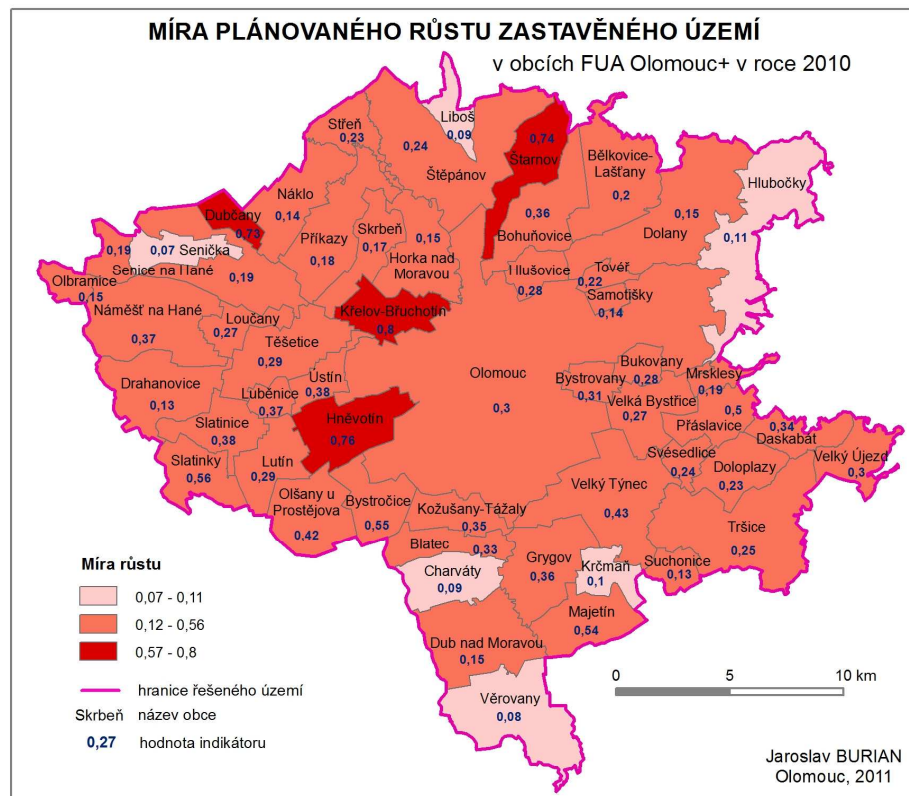 MÍRA PLÁNOVANÉHO RŮSTU ZASTAVĚNÉHO ÚZEMÍ
v obcích FUA Olomouc+ v roce 2010
Liboš
0,09
Střeň
0,23
0,24
Štěpánov
0,74
Štarnov
Bělkovice-
Lašťany
0,2
Hlubočky
0,11
Náklo
0,14
Dubčany
0,73
Skrbeň
0,17
0,15
Horka nad
Moravou
0,36
Bohuňovice
0,15
Dolany
Příkazy
0,18
0,19
0,07
Senička
Senice na Hané
0,19
Olbramice
0,15
Hlušovice
0,28
Tovéř
0,22
Samotišky
0,14
Náměšť na Hané
0,37
Loučany
0,27
Křelov-Břuchotín
0,8
Těšetice
0,29
Olomouc
0,3
Bukovany
0,28
Bystrovany
0,31
Mrsklesy
0,19
Drahanovice
0,13
Luběnice
0,37
Ústín
0,38
Velká Bystřice
0,27
0,5
Přáslavice
0,34
Daskabát
Slatinice
0,38
Hněvotín
0,76
Svésedlice
0,24
Doloplazy
0,23
Velký Újezd
0,3
Slatinky
0,56
Lutín
0,29
Olšany u
Prostějova
0,42
Bystročice
0,55
Kožušany-Tážaly
0,35
Velký Týnec
0,43
Tršice
0,25
Blatec
0,33
Grygov
0,36
Krčmaň
0,1
Suchonice
0,13
Charváty
0,09
Majetín
0,54
Dub nad Moravou
0,15
Věrovany
0,08
Míra růstu
0,07 - 0,11
0,12 - 0,56
0,57 - 0,8
hranice řešeného území
Skrbeň název obce
0,27 hodnota indikátoru
0 5 10 km
Jaroslav BURIAN
Olomouc, 2011